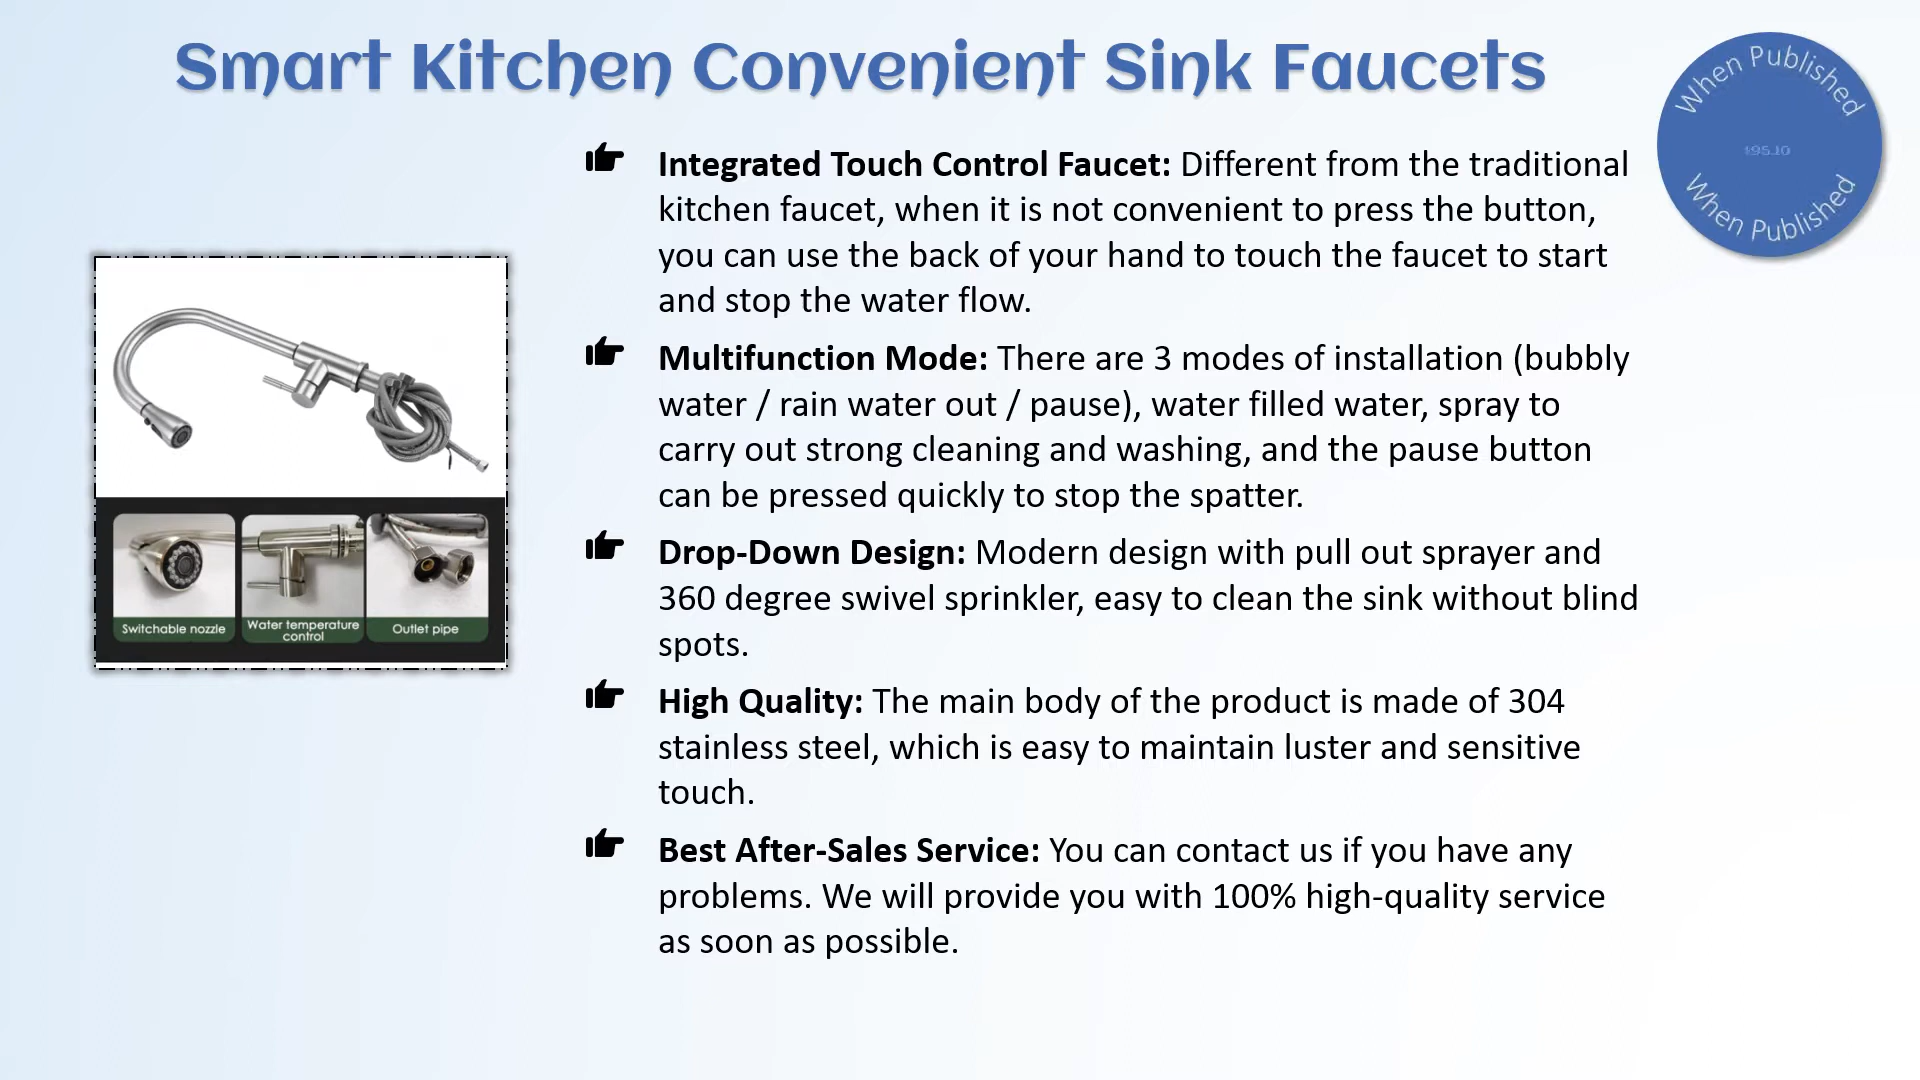 Smart Kitchen Convenient Sink Faucets
When Published
When Published
Integrated Touch Control Faucet: Different from the traditional
kitchen faucet, when it is not convenient to press the button,
you can use the back of your hand to touch the faucet to start
and stop the water flow.
Multifunction Mode: There are 3 modes of installation (bubbly
water / rain water out / pause), water filled water, spray to
carry out strong cleaning and washing, and the pause button
can be pressed quickly to stop the spatter.
Drop-Down Design: Modern design with pull out sprayer and
360 degree swivel sprinkler, easy to clean the sink without blind
spots.
High Quality: The main body of the product is made of 304
stainless steel, which is easy to maintain luster and sensitive
touch.
Best After-Sales Service: You can contact us if you have any
problems. We will provide you with 100% high-quality service
as soon as possible.
Switchable nozzle
Water temperature
control
Outlet pipe